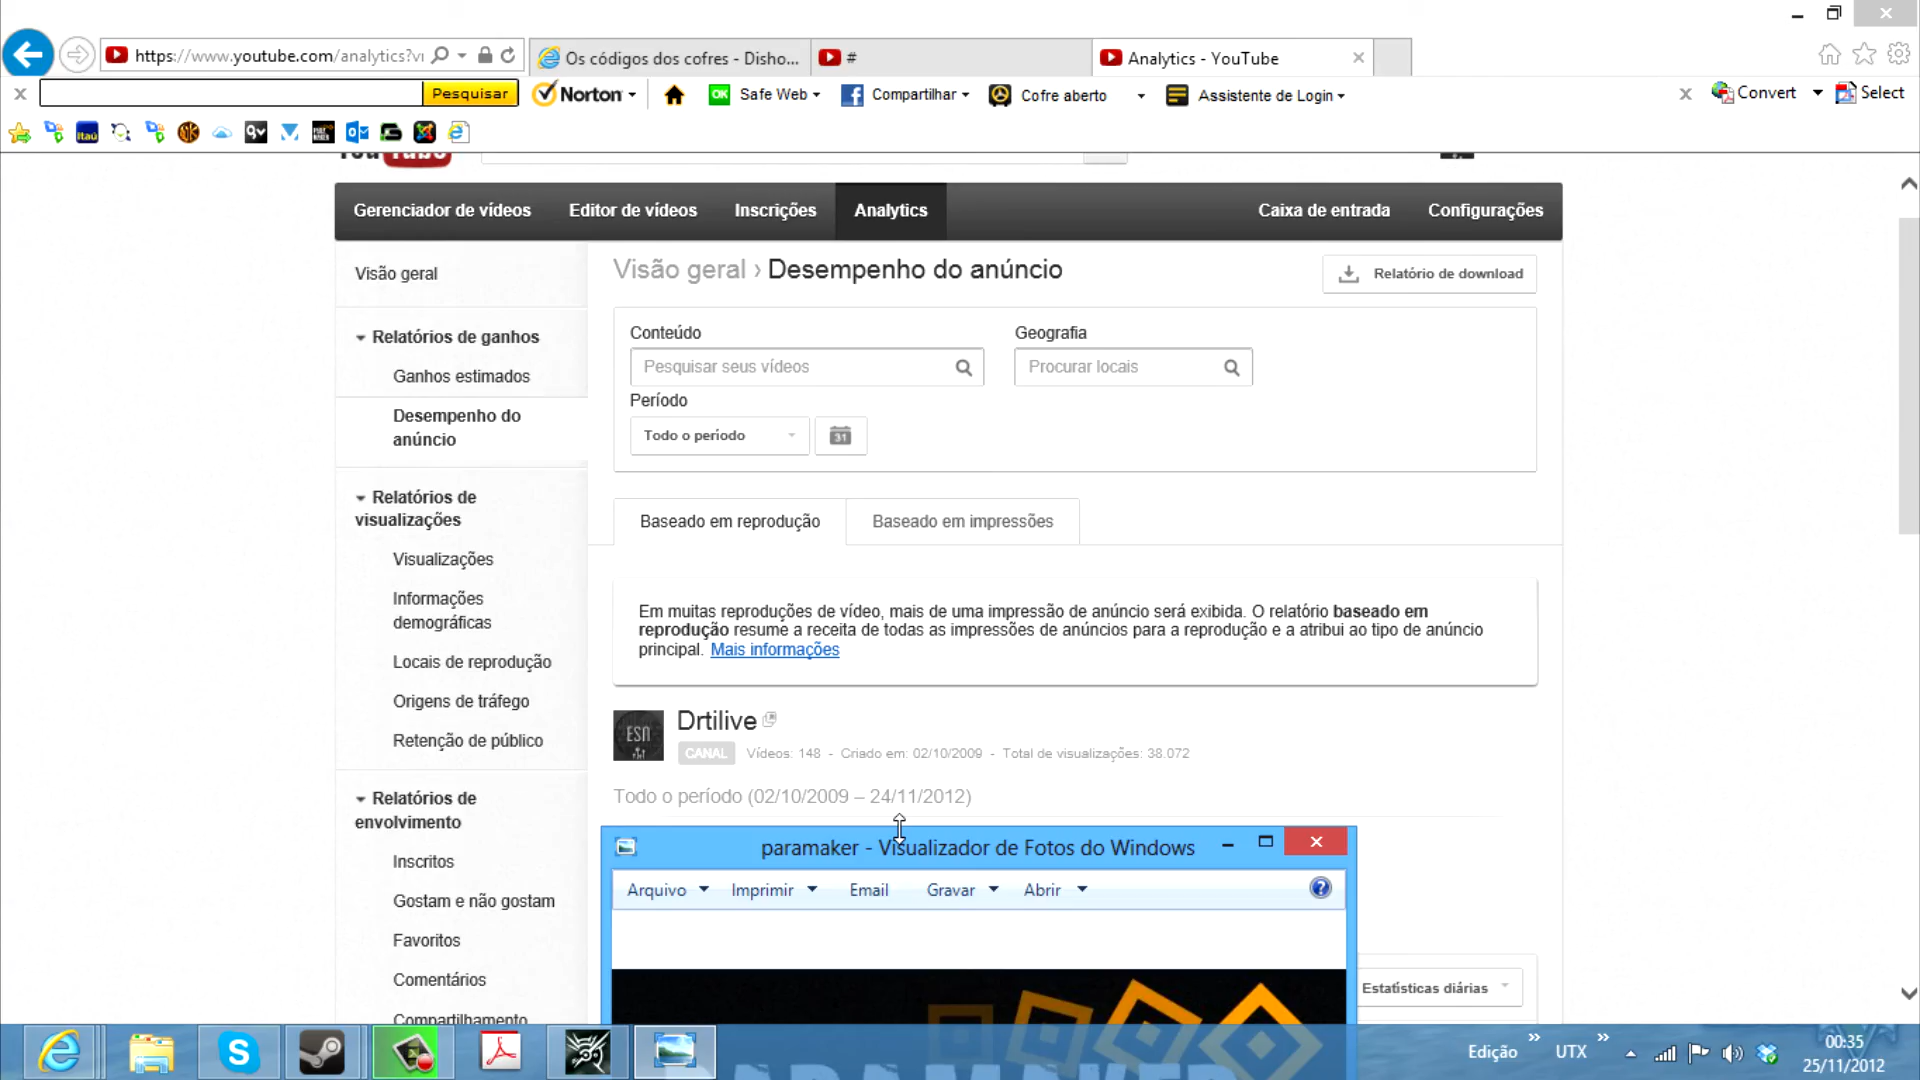 https://www.youtube.com/analytics?vi
Os códigos dos cofres - Disho...
#
Analytics - YouTube
Pesquisar
Norton
Safe Web
Compartilhar
Cofre aberto
Assistente de Login
Convert
Select
Gerenciador de vídeos
Editor de vídeos
Inscrições
Analytics
Caixa de entrada
Configurações
Visão geral
Relatórios de ganhos
Ganhos estimados
Desempenho do
anúncio
Relatórios de
visualizações
Visualizações
Informações
demográficas
Locais de reprodução
Origens de tráfego
Retenção de público
Relatórios de
envolvimento
Inscritos
Gostam e não gostam
Favoritos
Comentários
Compartilhamento
Visão geral › Desempenho do anúncio
Relatório de download
Conteúdo
Geografia
Pesquisar seus vídeos
Procurar locais
Período
Todo o período
31
Baseado em reprodução
Baseado em impressões
Em muitas reproduções de vídeo, mais de uma impressão de anúncio será exibida. O relatório baseado em
reprodução resume a receita de todas as impressões de anúncios para a reprodução e a atribui ao tipo de anúncio
principal. Mais informações
ESN
Drtilive
CANAL
Vídeos: 148 - Criado em: 02/10/2009 - Total de visualizações: 38.072
Todo o período (02/10/2009 – 24/11/2012)
paramaker - Visualizador de Fotos do Windows
Arquivo
Imprimir
Email
Gravar
Abrir
Estatísticas diárias
Edição
UTX
00:35
25/11/2012